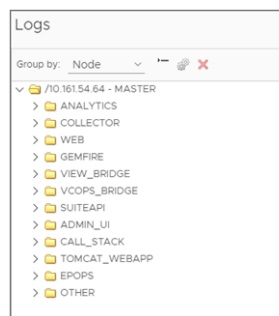 Logs
Group by: Node
/10.161.54.64 - MASTER
ANALYTICS
COLLECTOR
WEB
GEMFIRE
VIEW_BRIDGE
VCOPS_BRIDGE
SUITEAPI
ADMIN_UI
CALL_STACK
TOMCAT_WEBAPP
EPOPS
OTHER